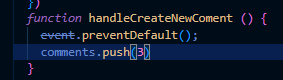 })
function handleCreateNewComent () {
event.preventDefault();
comments.push(3)
}